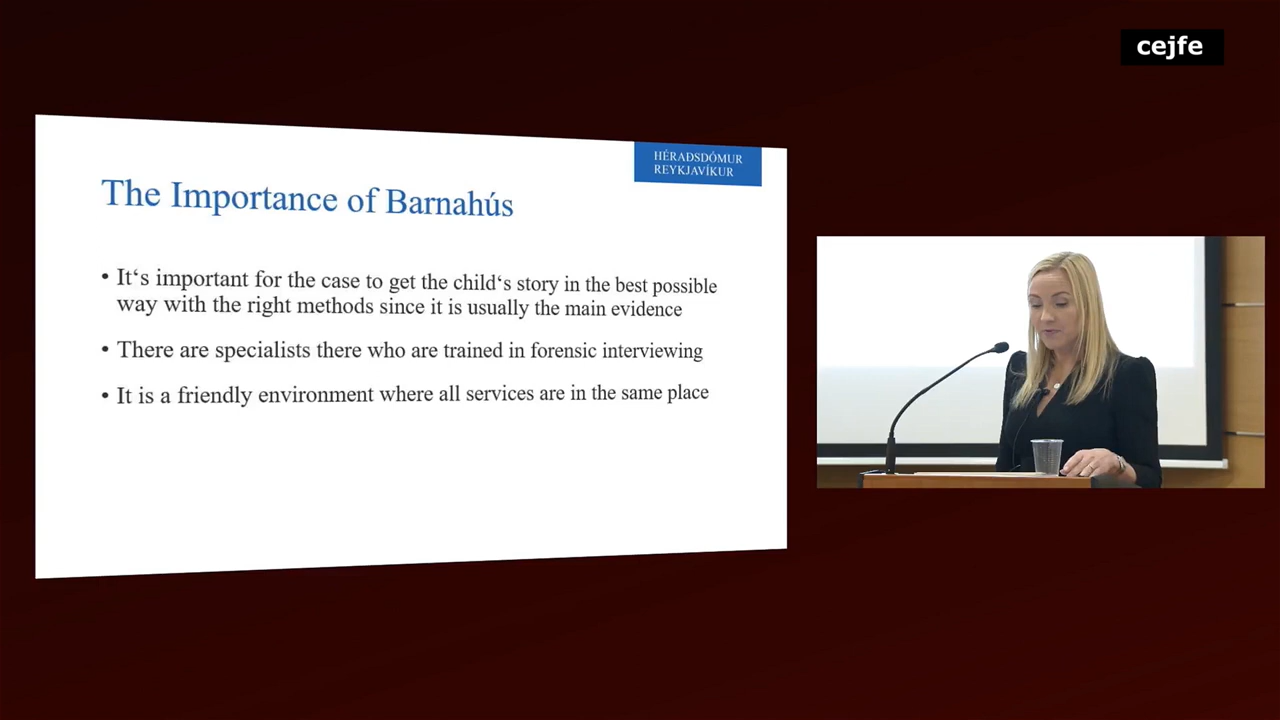 cejfe
HÉRAÐSDÓMUR
REYKJAVÍKUR
The Importance of Barnahús
• It‘s important for the case to get the child‘s story in the best possible
way with the right methods since it is usually the main evidence
• There are specialists there who are trained in forensic interviewing
• It is a friendly environment where all services are in the same place